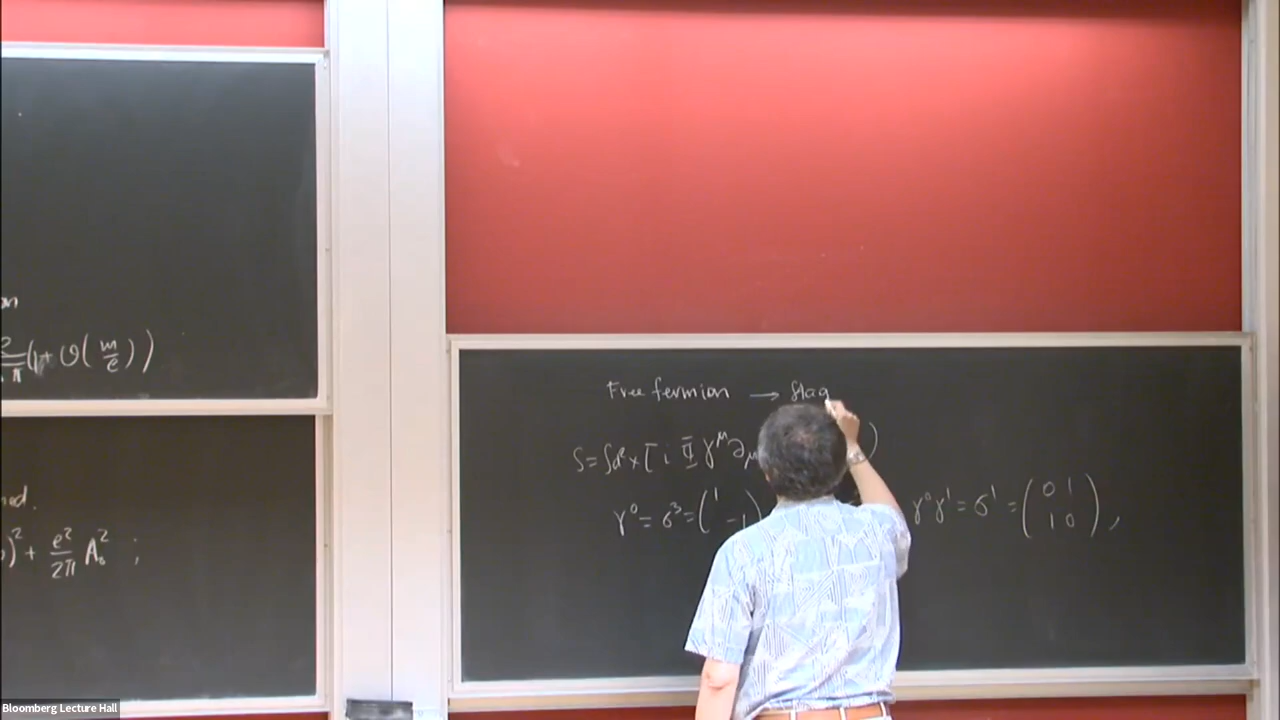 on
(1+ O(m/e))
ed.
)² + e²/2π A₀² ;
Free fermion → Stag
S = ∫d²x [ i Ψ̄ γ^μ ∂_μ )
γ⁰ = σ³ = ( 1 -1 ) γ⁰γ¹ = σ¹ = ( 0 1 1 0 ) ,
Bloomberg Lecture Hall